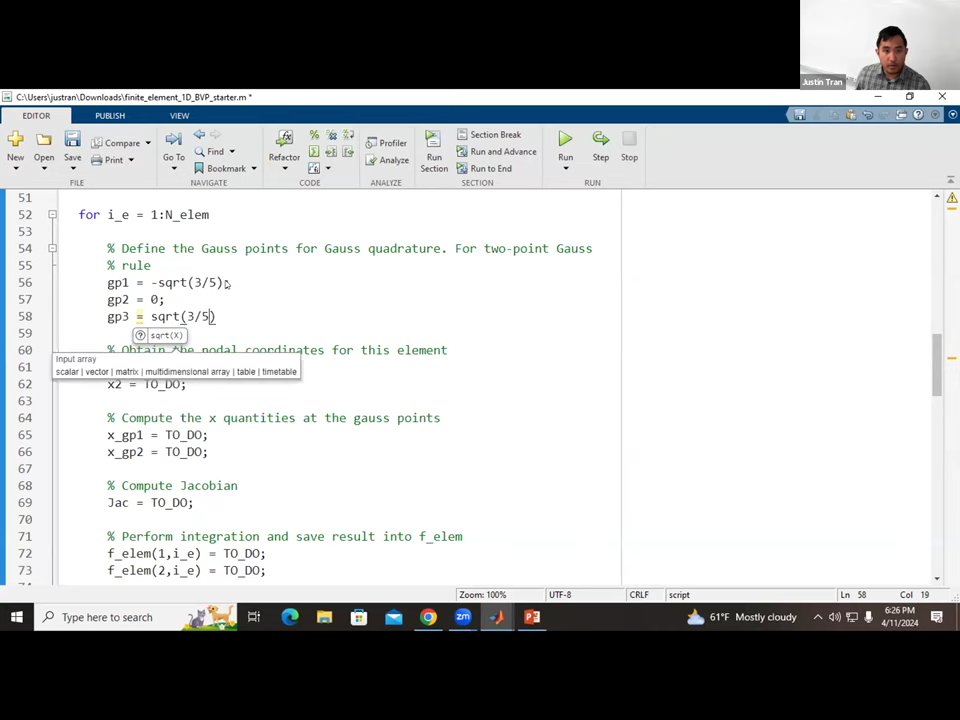 Justin Tran
C:\Users\justran\Downloads\finite_element_1D_BVP_starter.m *
EDITOR PUBLISH VIEW
New Open Save Compare Print Go To Find Bookmark Refactor Profiler Analyze Run Section Section Break Run and Advance Run to End Run Step Stop
FILE NAVIGATE CODE ANALYZE SECTION RUN
51
52 for i_e = 1:N_elem
53
54 % Define the Gauss points for Gauss quadrature. For two-point Gauss
55 % rule
56 gp1 = -sqrt(3/5);
57 gp2 = 0;
58 gp3 = sqrt(3/5)
59 sqrt(X)
60 % Obtain the nodal coordinates for this element
61 Input array
scalar | vector | matrix | multidimensional array | table | timetable
62 x2 = TO_DO;
63
64 % Compute the x quantities at the gauss points
65 x_gp1 = TO_DO;
66 x_gp2 = TO_DO;
67
68 % Compute Jacobian
69 Jac = TO_DO;
70
71 % Perform integration and save result into f_elem
72 f_elem(1,i_e) = TO_DO;
73 f_elem(2,i_e) = TO_DO;
Zoom: 100% UTF-8 CRLF script Ln 58 Col 19
Type here to search
61°F Mostly cloudy
6:26 PM
4/11/2024